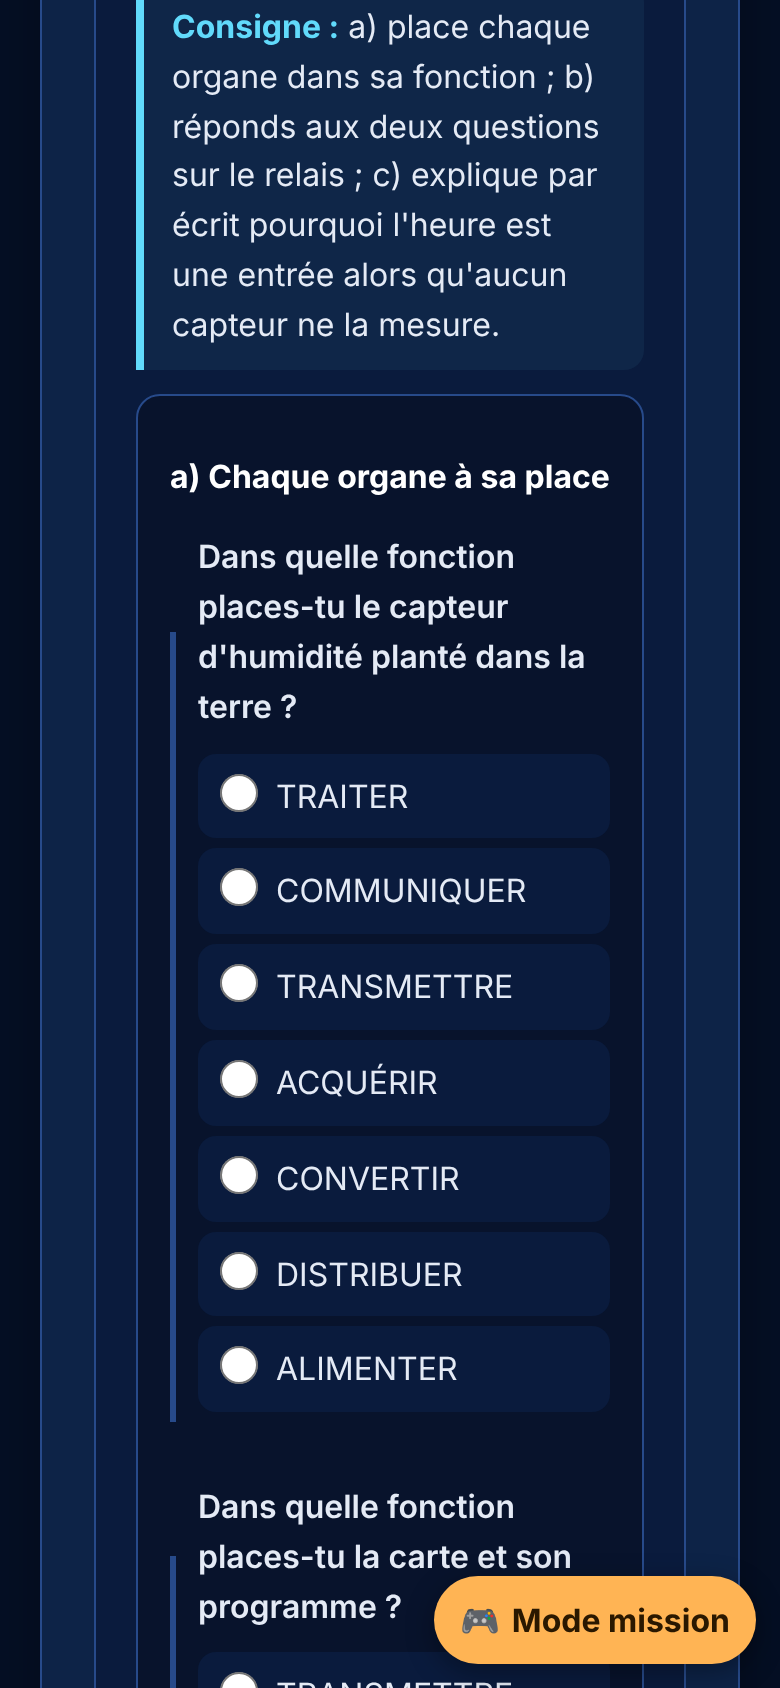 Consigne : a) place chaque
organe dans sa fonction ; b)
réponds aux deux questions
sur le relais ; c) explique par
écrit pourquoi l'heure est
une entrée alors qu'aucun
capteur ne la mesure.
a) Chaque organe à sa place
Dans quelle fonction
places-tu le capteur
d'humidité planté dans la
terre ?
TRAITER
COMMUNIQUER
TRANSMETTRE
ACQUÉRIR
CONVERTIR
DISTRIBUER
ALIMENTER
Dans quelle fonction
places-tu la carte et son
programme ?
🎮 Mode mission
TRANSMETTRE